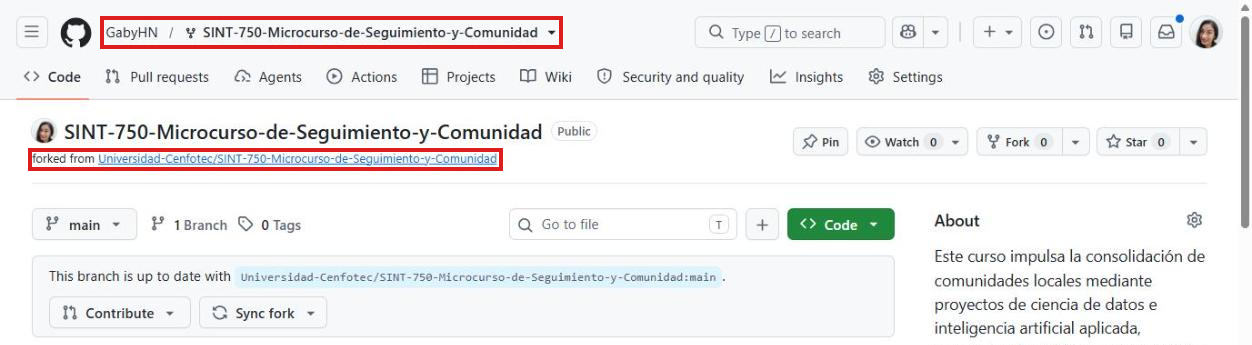 GabyHN / SINT-750-Microcurso-de-Seguimiento-y-Comunidad
Type / to search
Code Pull requests Agents Actions Projects Wiki Security and quality Insights Settings
SINT-750-Microcurso-de-Seguimiento-y-Comunidad Public
forked from Universidad-Cenfotec/SINT-750-Microcurso-de-Seguimiento-y-Comunidad
Pin Watch 0 Fork 0 Star 0
main 1 Branch 0 Tags Go to file T + Code
This branch is up to date with Universidad-Cenfotec/SINT-750-Microcurso-de-Seguimiento-y-Comunidad:main .
Contribute Sync fork
About
Este curso impulsa la consolidación de
comunidades locales mediante
proyectos de ciencia de datos e
inteligencia artificial aplicada,